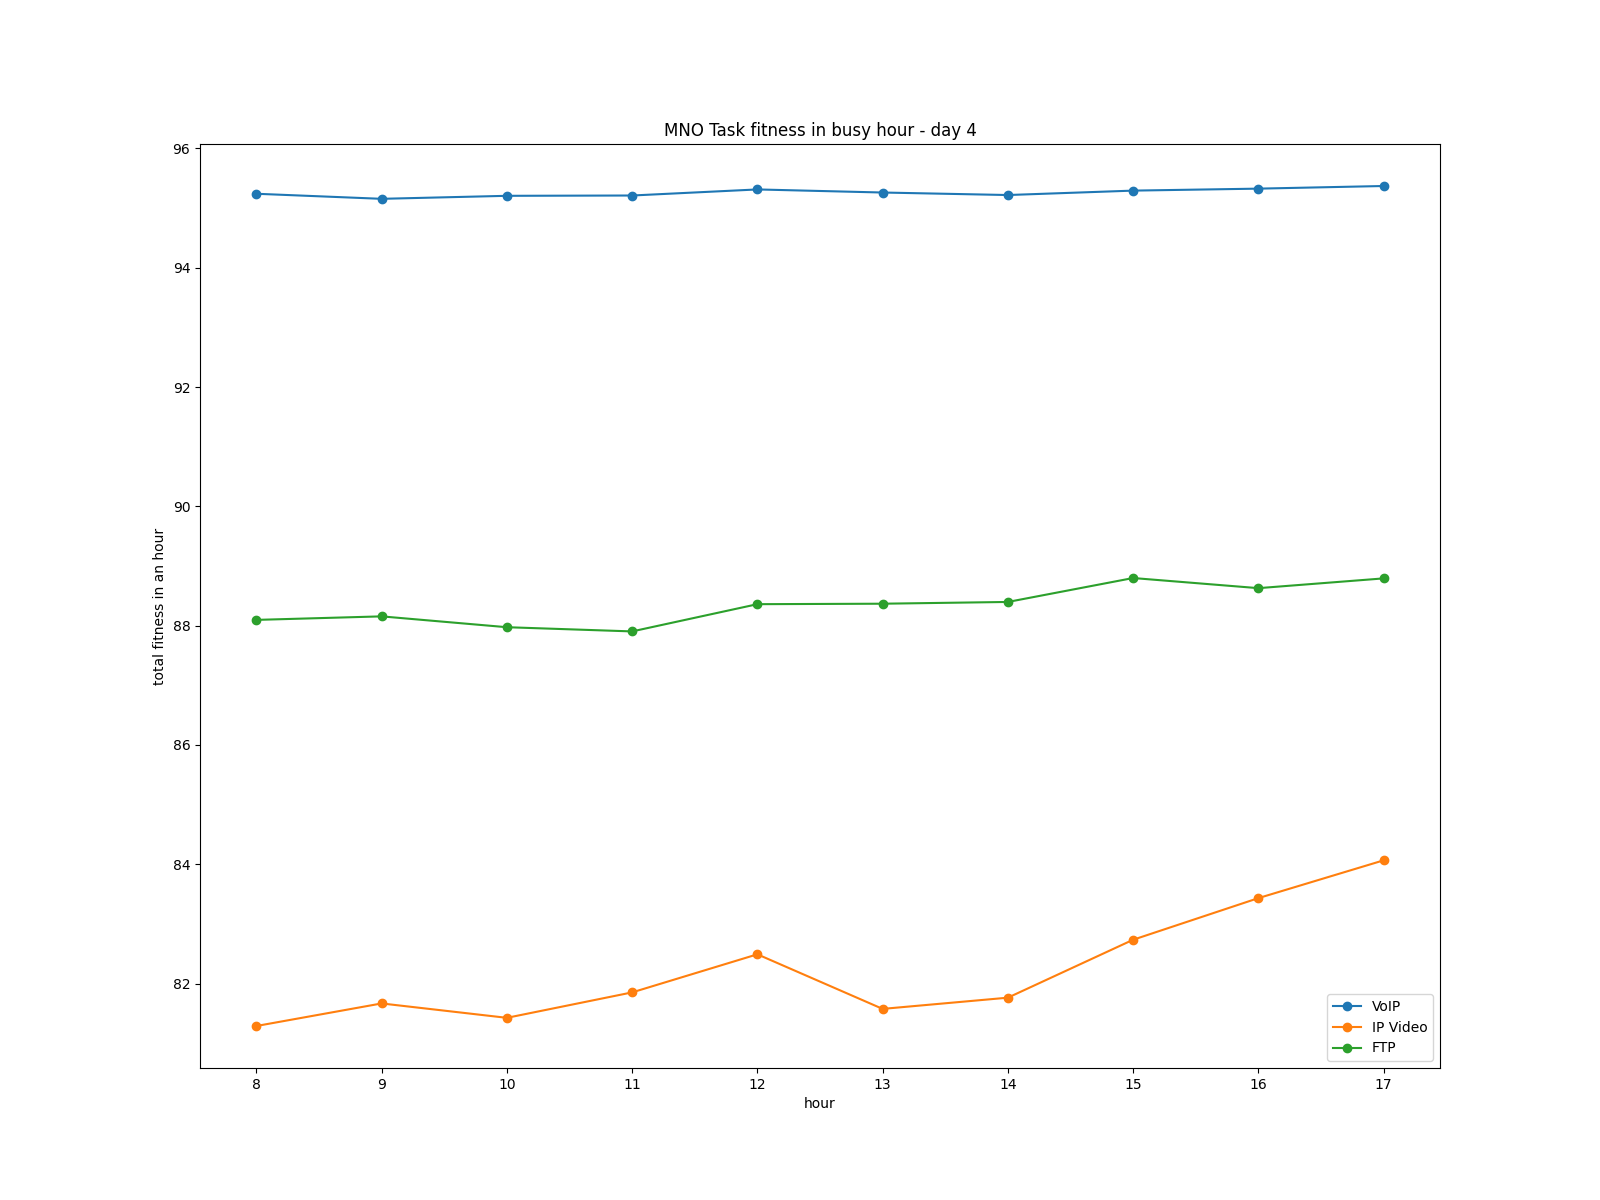 MNO Task fitness in busy hour - day 4
96
94
92
90
88
86
84
82
total fitness in an hour
8 9 10 11 12 13 14 15 16 17
hour
VoIP
IP Video
FTP